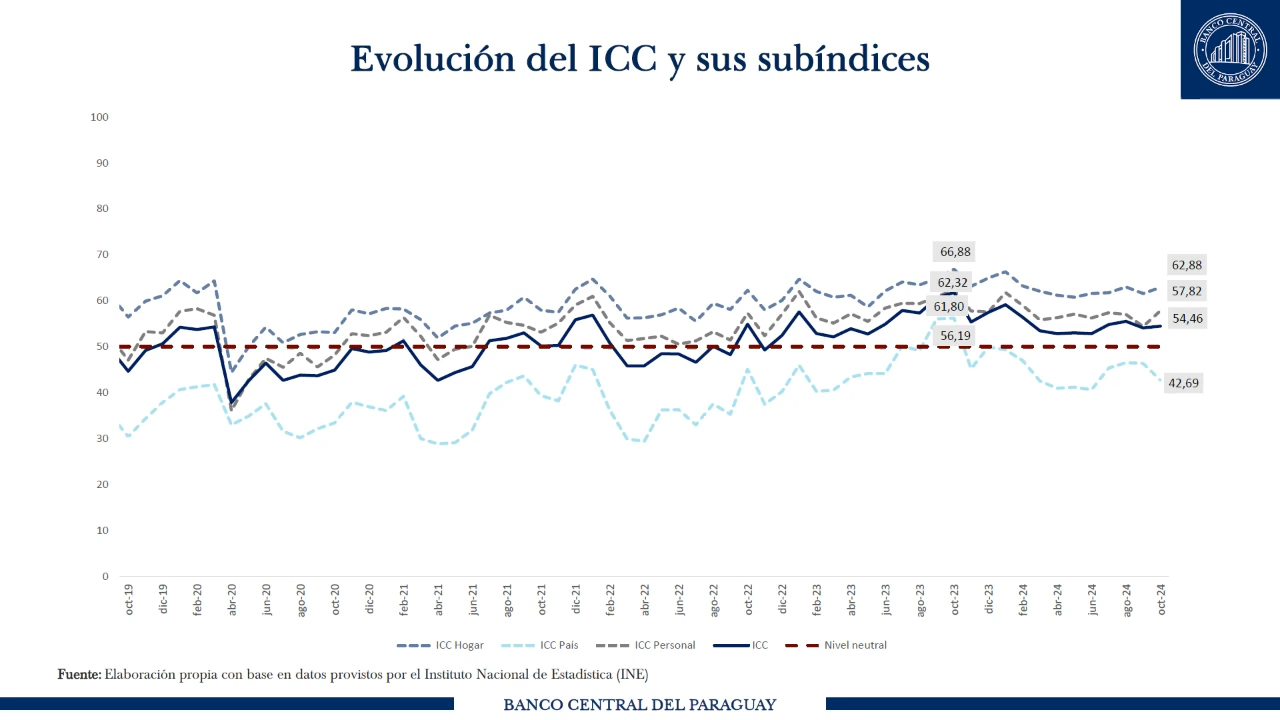 Evolución del ICC y sus subíndices
BANCO CENTRAL
DEL PARAGUAY
100
90
80
70
60
50
40
30
20
10
0
66,88
62,32
61,80
56,19
62,88
57,82
54,46
42,69
oct-19
dic-19
feb-20
abr-20
jun-20
ago-20
oct-20
dic-20
feb-21
abr-21
jun-21
ago-21
oct-21
dic-21
feb-22
abr-22
jun-22
ago-22
oct-22
dic-22
feb-23
abr-23
jun-23
ago-23
oct-23
dic-23
feb-24
abr-24
jun-24
ago-24
oct-24
ICC Hogar
ICC País
ICC Personal
ICC
Nivel neutral
Fuente: Elaboración propia con base en datos provistos por el Instituto Nacional de Estadística (INE)
BANCO CENTRAL DEL PARAGUAY